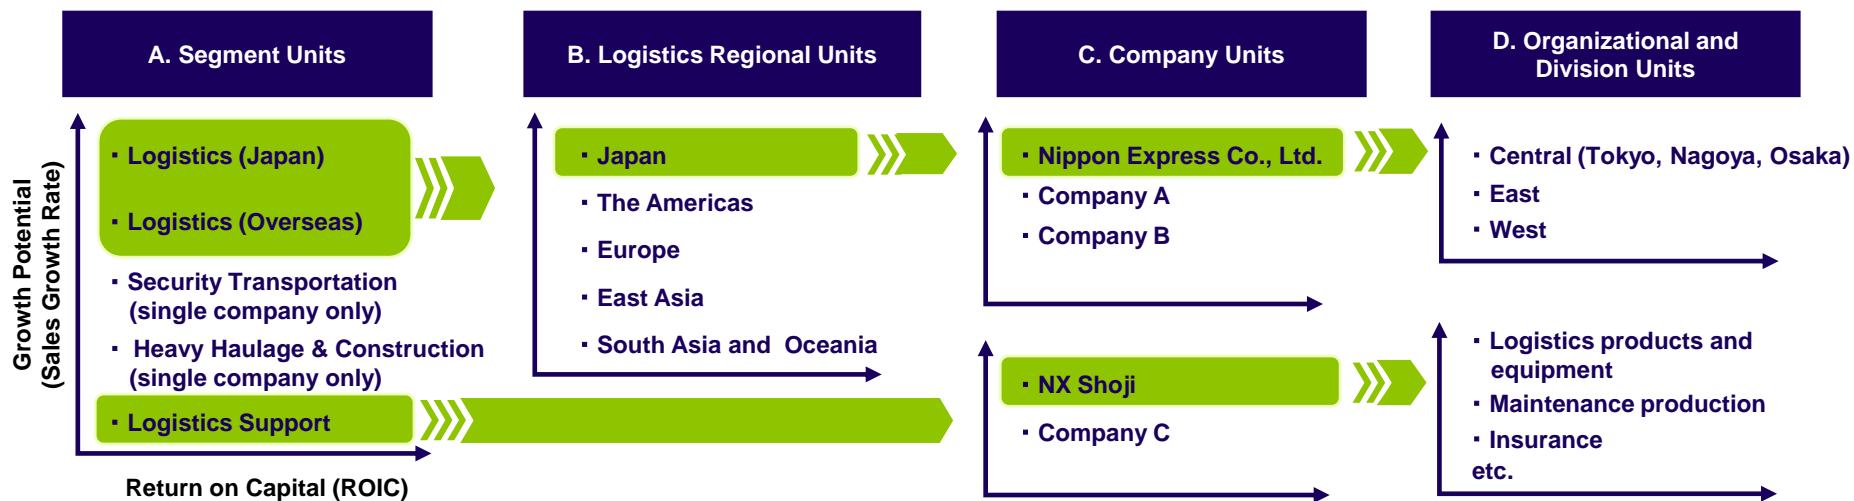 A. Segment Units
B. Logistics Regional Units
C. Company Units
D. Organizational and
Division Units
Growth Potential
(Sales Growth Rate)
・Logistics (Japan)
・Logistics (Overseas)
・Security Transportation
(single company only)
・ Heavy Haulage & Construction
(single company only)
・Logistics Support
Return on Capital (ROIC)
・Japan
・The Americas
・Europe
・East Asia
・South Asia and Oceania
・Nippon Express Co., Ltd.
・Company A
・Company B
・NX Shoji
・Company C
・Central (Tokyo, Nagoya, Osaka)
・East
・West
・Logistics products and
equipment
・Maintenance production
・Insurance
etc.